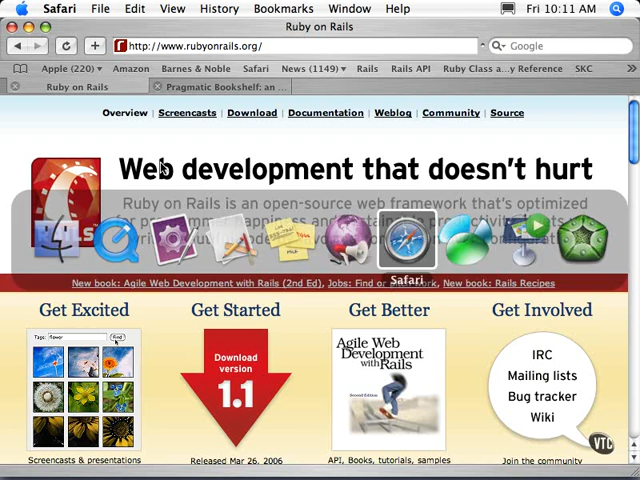 Safari File Edit View History Bookmarks Window Help Fri 10:11 AM
Ruby on Rails
http://www.rubyonrails.org/ Google
Apple (220) Amazon Barnes & Noble Safari News (1149) Rails Rails API Ruby Class a...y Reference SKC
Ruby on Rails Pragmatic Bookshelf: an ...
Overview | Screencasts | Download | Documentation | Weblog | Community | Source
Web development that doesn't hurt
Ruby on Rails is an open-source web framework that's optimized
Safari
New book: Agile Web Development with Rails (2nd Ed), Jobs: Find or work, New book: Rails Recipes
Get Excited Get Started Get Better Get Involved
Tags: flower Find
Download
version
1.1
Agile Web
Development
with Rails
Second Edition
IRC
Mailing lists
Bug tracker
Wiki
VTC
Screencasts & presentations Released Mar 26, 2006 API, Books, tutorials, samples Join the community